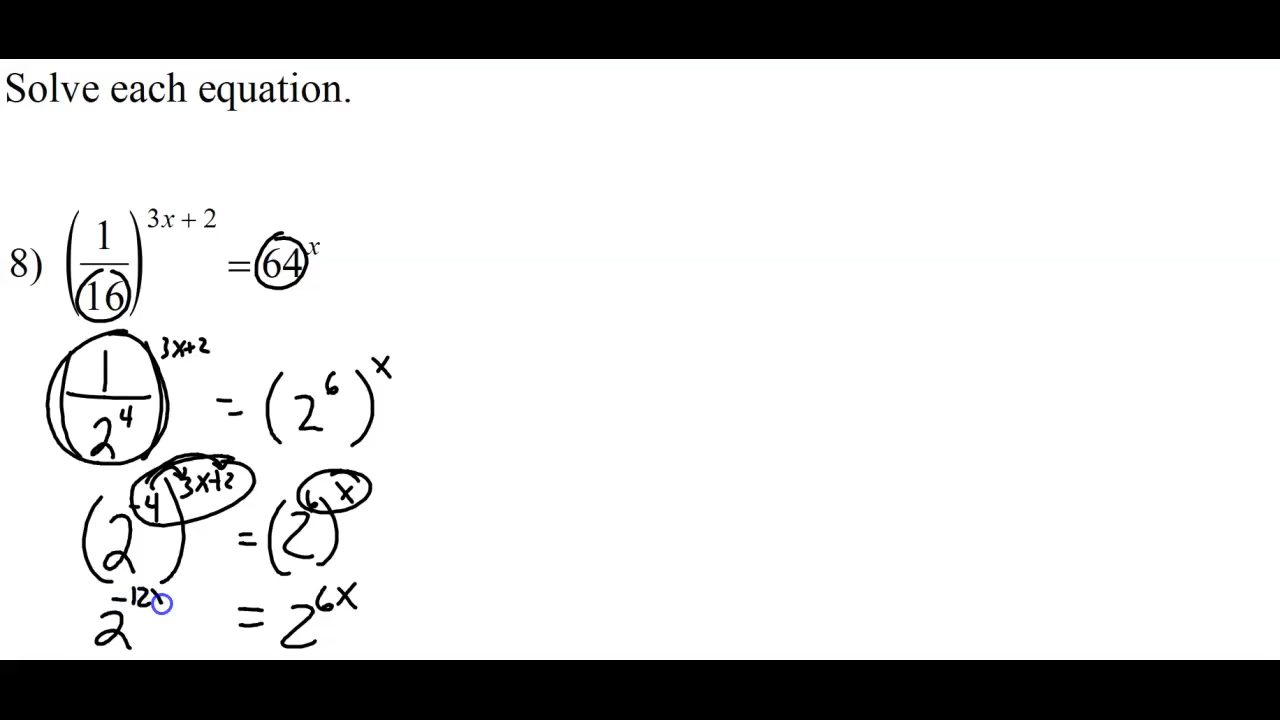 Solve each equation.
8) (1/16)^(3x + 2) = 64^x
(1/2^4)^(3x+2) = (2^6)^x
(2^-4)^(3x+2) = (2^6)^x
2^-12x = 2^6x